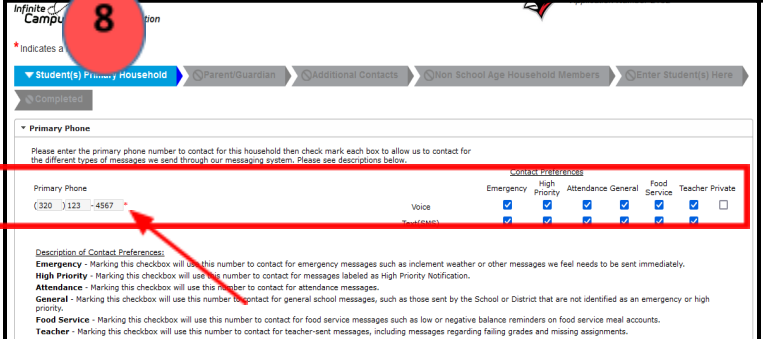 Infinite
Campus
8
* Indicates a
Student(s) Primary Household
Parent/Guardian
Additional Contacts
Non School Age Household Members
Enter Student(s) Here
Completed
Primary Phone
Please enter the primary phone number to contact for this household then check mark each box to allow us to contact for
the different types of messages we send through our messaging system. Please see descriptions below.
Contact Preferences
Primary Phone
Emergency High Priority Attendance General Food Service Teacher Private
(320 ) 123 - 4567 *
Voice
Text(SMS)
Description of Contact Preferences:
Emergency - Marking this checkbox will use this number to contact for emergency messages such as inclement weather or other messages we feel needs to be sent immediately.
High Priority - Marking this checkbox will use this number to contact for messages labeled as High Priority Notification.
Attendance - Marking this checkbox will use this number to contact for attendance messages.
General - Marking this checkbox will use this number to contact for general school messages, such as those sent by the School or District that are not identified as an emergency or high
priority.
Food Service - Marking this checkbox will use this number to contact for food service messages such as low or negative balance reminders on food service meal accounts.
Teacher - Marking this checkbox will use this number to contact for teacher-sent messages, including messages regarding failing grades and missing assignments.